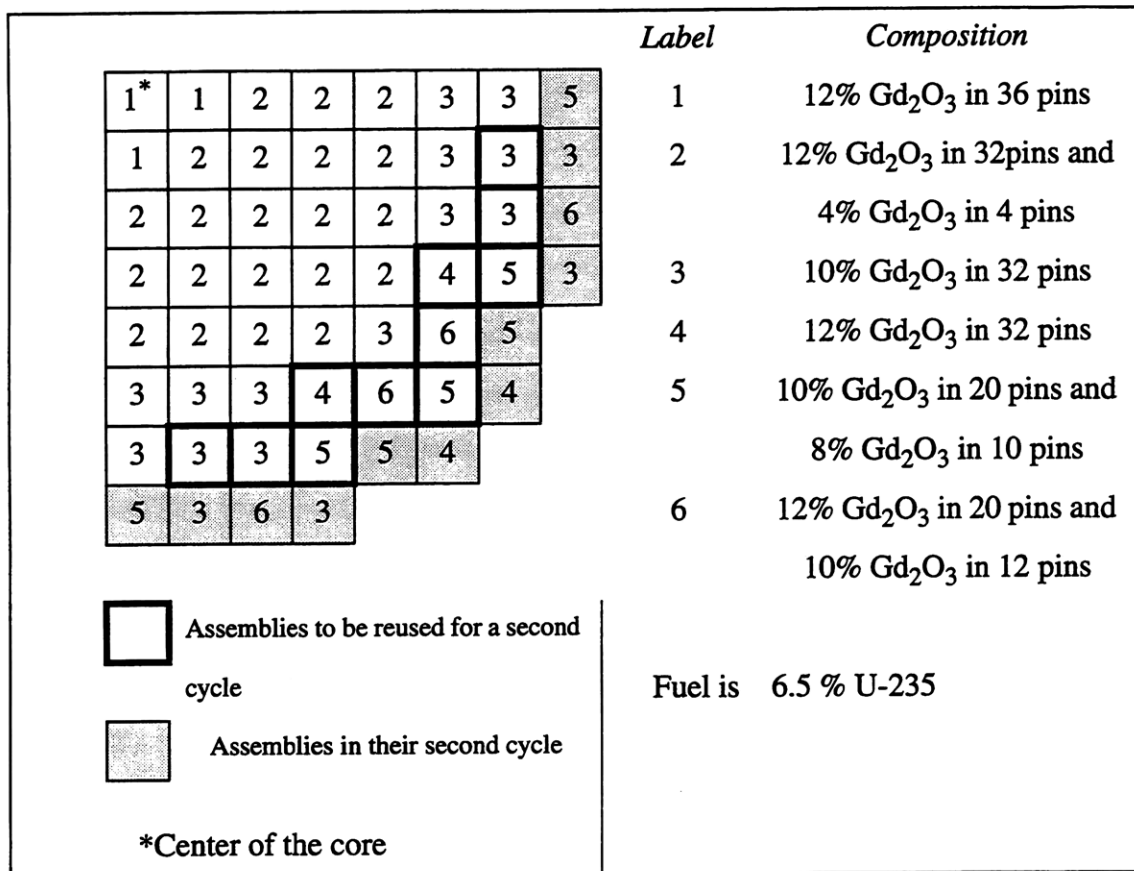 Label Composition
1* 1 2 2 2 3 3 5 1 12% Gd₂O₃ in 36 pins
1 2 2 2 2 3 3 3 2 12% Gd₂O₃ in 32pins and
2 2 2 2 2 3 3 6 4% Gd₂O₃ in 4 pins
2 2 2 2 2 4 5 3 3 10% Gd₂O₃ in 32 pins
2 2 2 2 3 6 5 4 12% Gd₂O₃ in 32 pins
3 3 3 4 6 5 4 5 10% Gd₂O₃ in 20 pins and
3 3 3 5 5 4 8% Gd₂O₃ in 10 pins
5 3 6 3 6 12% Gd₂O₃ in 20 pins and
10% Gd₂O₃ in 12 pins
Assemblies to be reused for a second
cycle
Fuel is 6.5 % U-235
Assemblies in their second cycle
*Center of the core